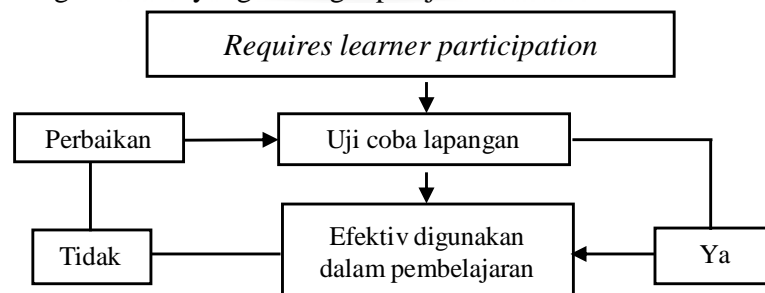 Requires learner participation
Perbaikan
Uji coba lapangan
Tidak
Efektiv digunakan
dalam pembelajaran
Ya